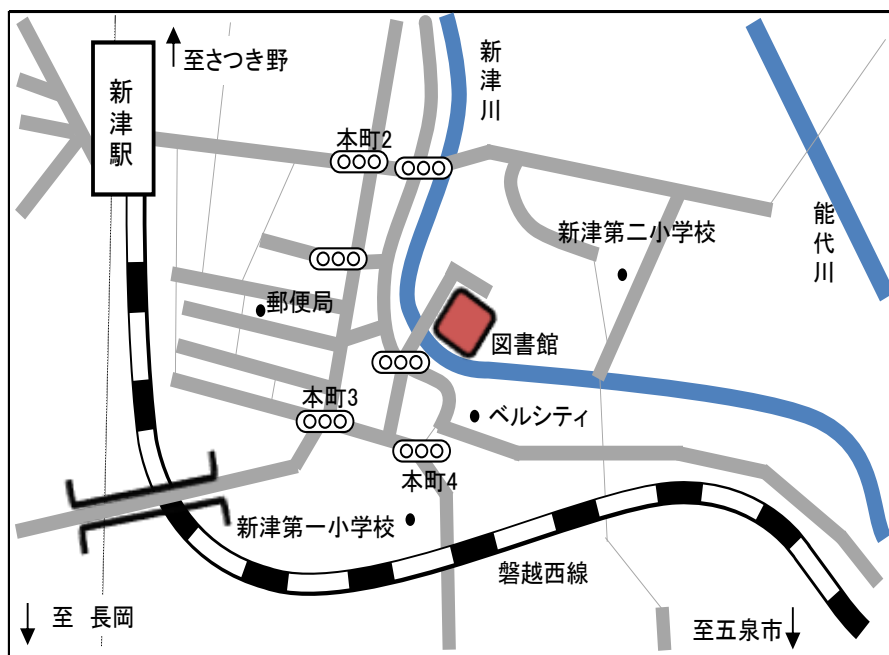 至さつき野
新津駅
新津川
本町2
能代川
新津第二小学校
郵便局
図書館
本町3
ベルシティ
本町4
新津第一小学校
磐越西線
至 長岡
至五泉市